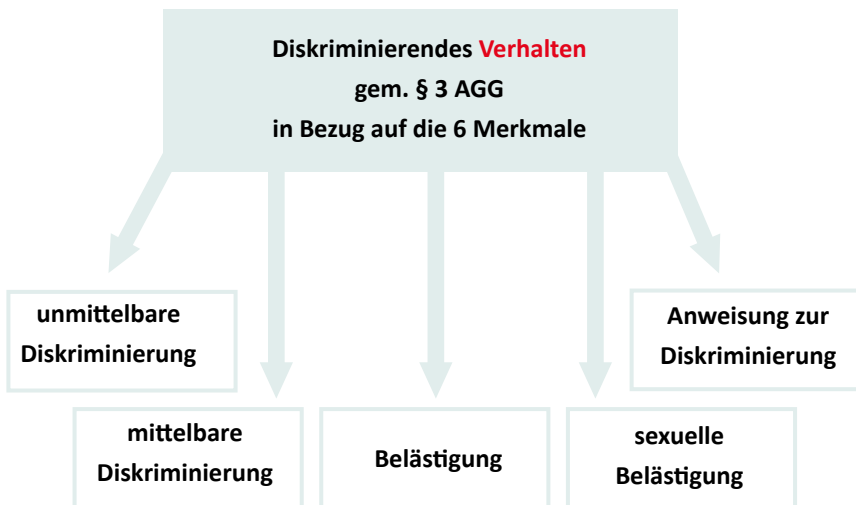 Diskriminierendes Verhalten
gem. § 3 AGG
in Bezug auf die 6 Merkmale
unmittelbare
Diskriminierung
mittelbare
Diskriminierung
Belästigung
sexuelle
Belästigung
Anweisung zur
Diskriminierung